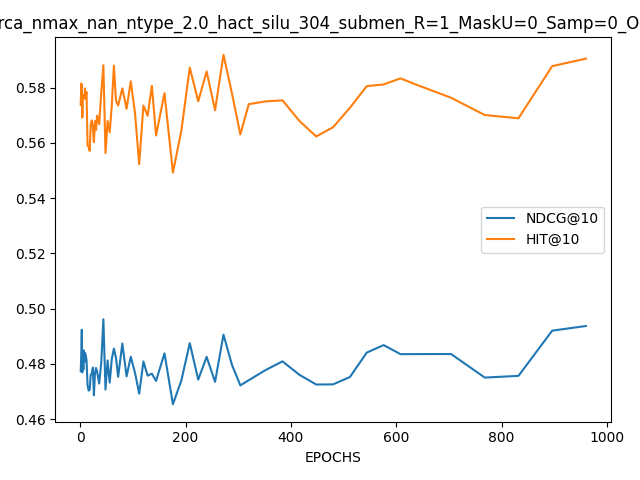 rca_nmax_nan_ntype_2.0_hact_silu_304_submen_R=1_MaskU=0_Samp=0_O
0.58
0.56
0.54
0.52
0.50
0.48
0.46
NDCG@10
HIT@10
0 200 400 600 800 1000
EPOCHS